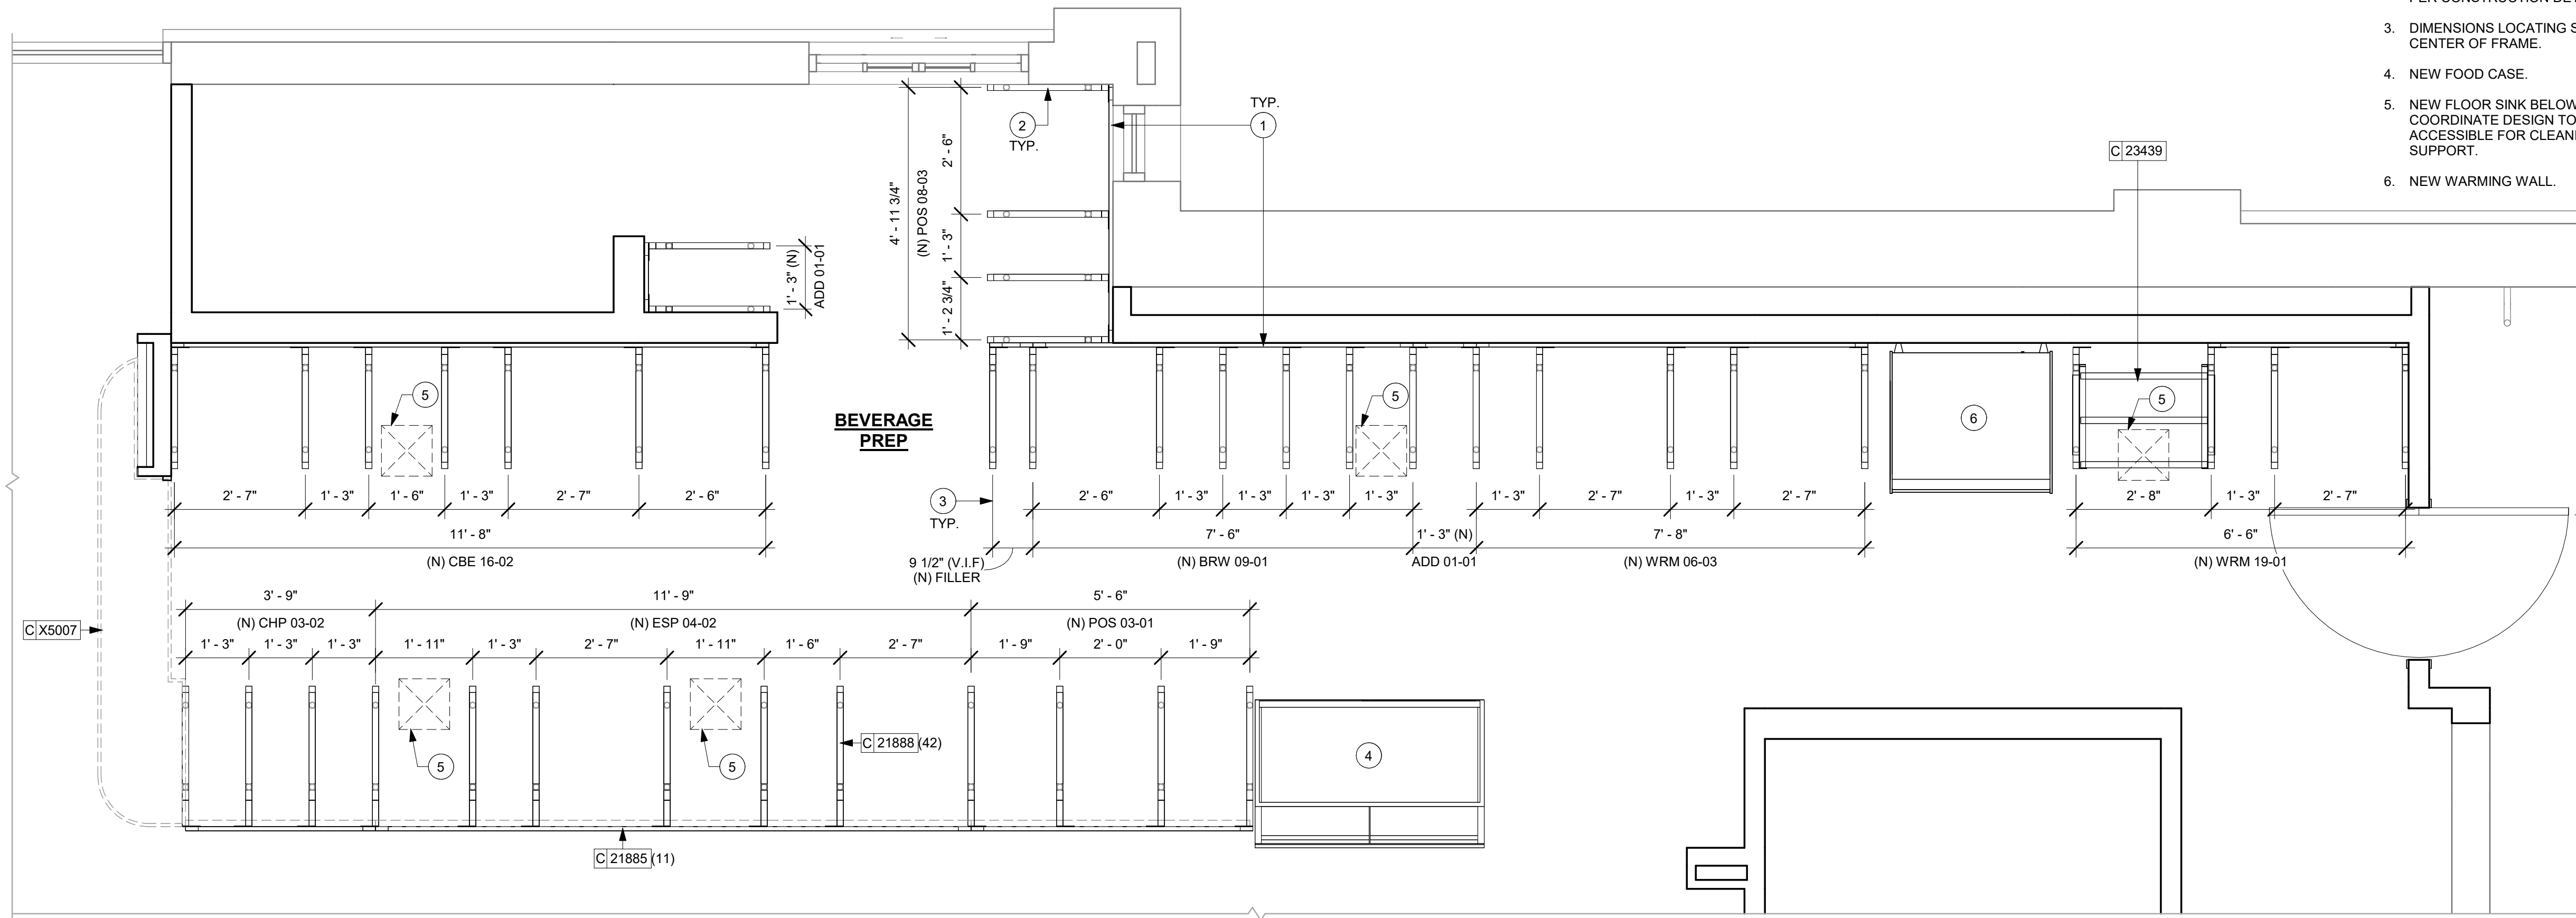 3. DIMENSIONS LOCATING
CENTER OF FRAME.
4. NEW FOOD CASE.
5. NEW FLOOR SINK BELOW
COORDINATE DESIGN TO
ACCESSIBLE FOR
SUPPORT.
6. NEW WARMING WALL.
TYP.
1
2
TYP.
C 23439
4' - 11 3/4"
(N) POS 08-03
2' - 6"
1' - 3"
1' - 2 3/4"
1' - 3" (N)
ADD 01-01
5
5
5
6
BEVERAGE
PREP
3
TYP.
2' - 7"
1' - 3"
1' - 6"
1' - 3"
2' - 7"
2' - 6"
11' - 8"
(N) CBE 16-02
2' - 6"
1' - 3"
1' - 3"
1' - 3"
1' - 3"
1' - 3"
2' - 7"
1' - 3"
2' - 7"
2' - 8"
1' - 3"
2' - 7"
9 1/2" (V.I.F)
(N) FILLER
7' - 6"
(N) BRW 09-01
1' - 3" (N)
ADD 01-01
7' - 8"
(N) WRM 06-03
6' - 6"
(N) WRM 19-01
C X5007
3' - 9"
(N) CHP 03-02
11' - 9"
(N) ESP 04-02
5' - 6"
(N) POS 03-01
1' - 3"
1' - 3"
1' - 3"
1' - 11"
1' - 3"
2' - 7"
1' - 11"
1' - 6"
2' - 7"
1' - 9"
2' - 0"
1' - 9"
5
5
C 21888 (42)
4
C 21885 (11)